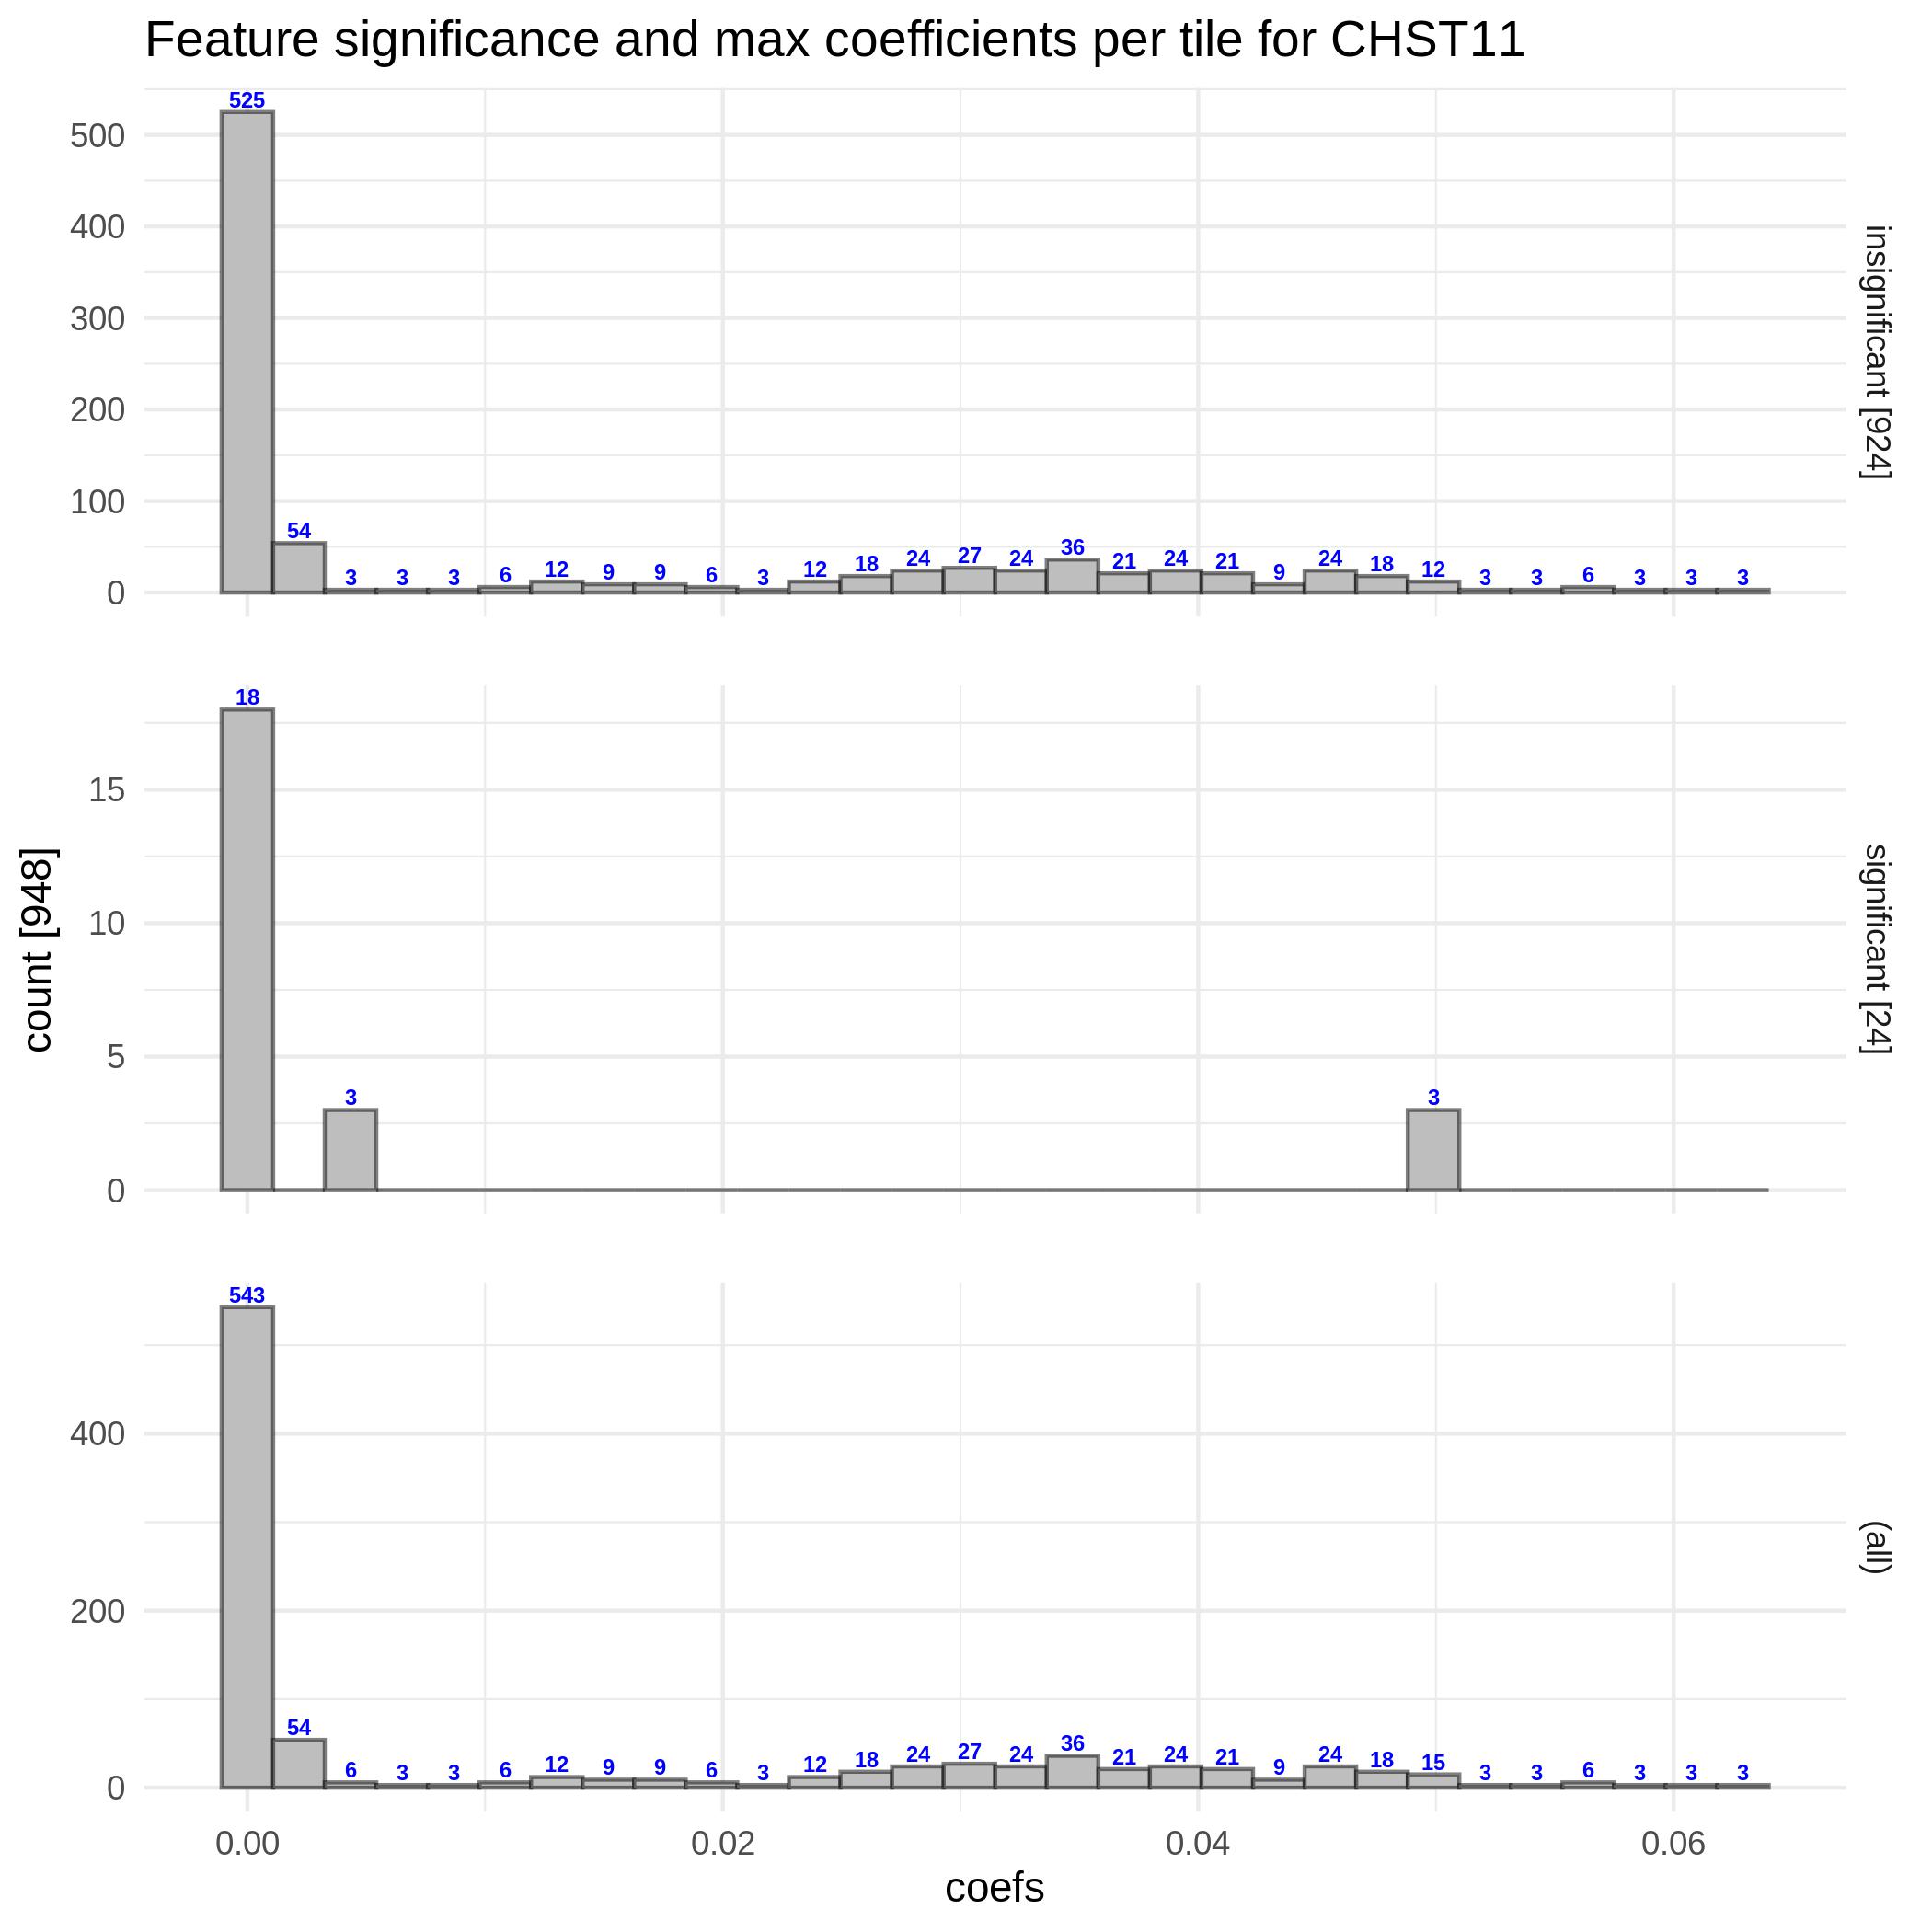 Feature significance and max coefficients per tile for CHST11
525
500
400
300
200
100
0
54 3 3 3 6 12 9 9 6 3 12 18 24 27 24 36 21 24 21 9 24 18 12 3 3 6 3 3 3
insignificant [924]
18
15
10
5
0
3 3
significant [24]
count [948]
543
400
200
0
54 6 3 3 6 12 9 9 6 3 12 18 24 27 24 36 21 24 21 9 24 18 15 3 3 6 3 3 3
(all)
0.00 0.02 0.04 0.06
coefs